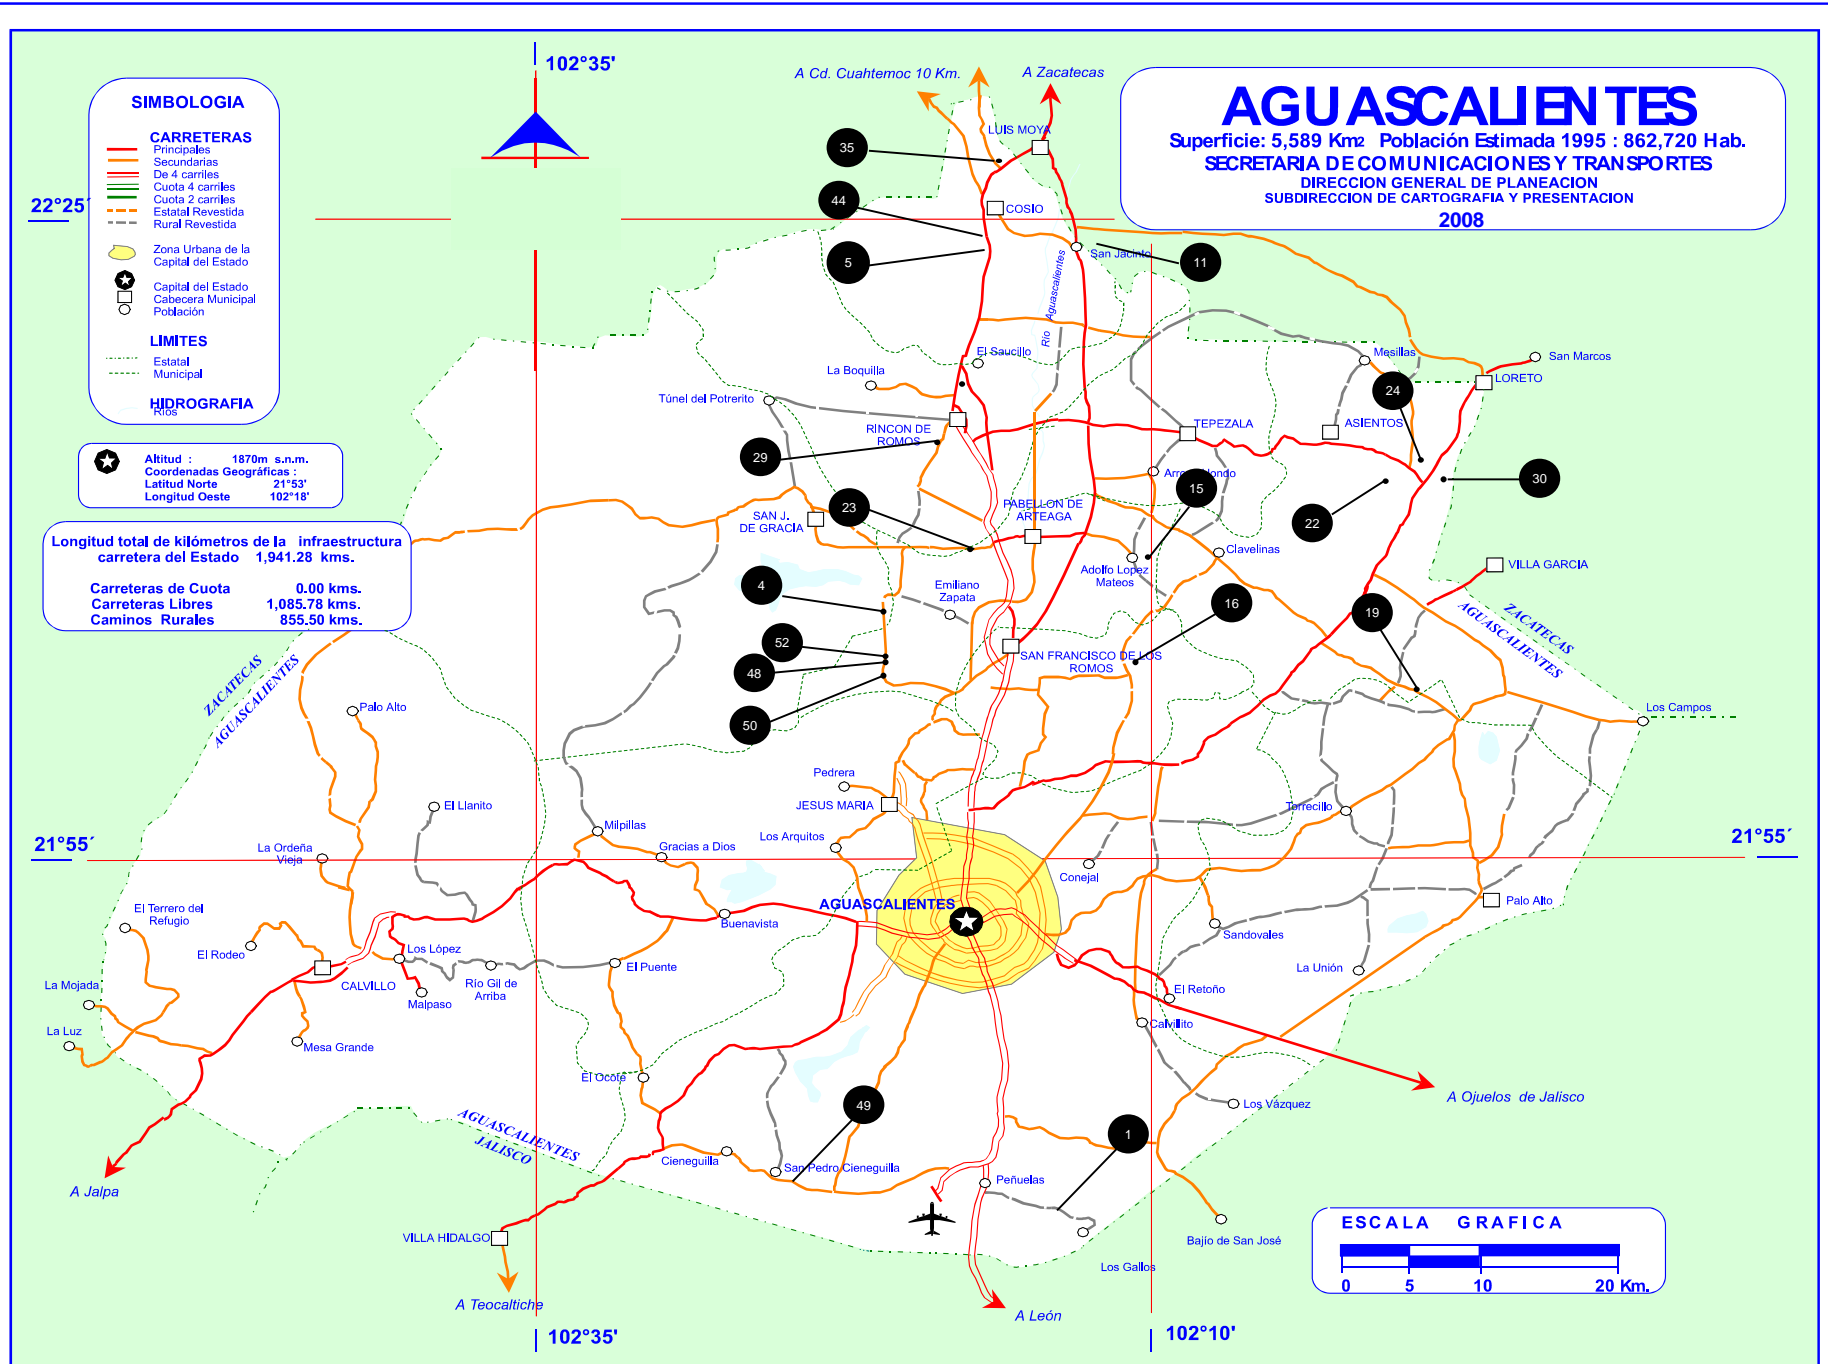 102°35'
A Cd. Cuahtemoc 10 Km.
A Zacatecas
SIMBOLOGIA
CARRETERAS
Principales
Secundarias
De 4 carriles
Cuota 4 carriles
Cuota 2 carriles
Estatal Revestida
Rural Revestida
Zona Urbana de la
Capital del Estado
Capital del Estado
Cabecera Municipal
Población
LIMITES
Estatal
Municipal
HIDROGRAFIA
Rios
AGUASCALIENTES
Superficie: 5,589 Km2 Población Estimada 1995 : 862,720 Hab.
SECRETARIA DE COMUNICACIONES Y TRANSPORTES
DIRECCION GENERAL DE PLANEACION
SUBDIRECCION DE CARTOGRAFIA Y PRESENTACION
2008
22°25´
Altitud : 1870m s.n.m.
Coordenadas Geográficas :
Latitud Norte 21°53'
Longitud Oeste 102°18'
Longitud total de kilómetros de la infraestructura
carretera del Estado 1,941.28 kms.
Carreteras de Cuota 0.00 kms.
Carreteras Libres 1,085.78 kms.
Caminos Rurales 855.50 kms.
LUIS MOYA
35
44
COSIO
5
San Jacinto
11
Rio Aguascalientes
El Saucillo
La Boquilla
Túnel del Potrerito
Mesillas
San Marcos
LORETO
24
RINCON DE
ROMOS
TEPEZALA
ASIENTOS
29
Arroyo Hondo
15
30
23
SAN J.
DE GRACIA
PABELLON DE
ARTEAGA
22
Clavelinas
Adolfo Lopez
Mateos
VILLA GARCIA
4
Emiliano
Zapata
16
19
ZACATECAS
AGUASCALIENTES
52
48
SAN FRANCISCO DE LOS
ROMOS
50
ZACATECAS
AGUASCALIENTES
Palo Alto
Los Campos
Pedrera
JESUS MARIA
El Llanito
Torrecillo
Milpillas
Los Arquitos
21°55´
21°55´
La Ordeña
Vieja
Gracias a Dios
Conejal
El Terrero del
Refugio
AGUASCALIENTES
Buenavista
Palo Alto
Sandovales
El Rodeo
Los López
El Puente
La Unión
La Mojada
CALVILLO
Malpaso
Rio Gil de
Arriba
El Retoño
La Luz
Mesa Grande
Calvillito
El Ocote
A Ojuelos de Jalisco
49
Los Vázquez
AGUASCALIENTES
JALISCO
1
Cieneguilla
San Pedro Cieneguilla
Peñuelas
A Jalpa
VILLA HIDALGO
Bajío de San José
Los Gallos
ESCALA GRAFICA
0 5 10 20 Km.
A Teocaltiche
A León
102°35'
102°10'